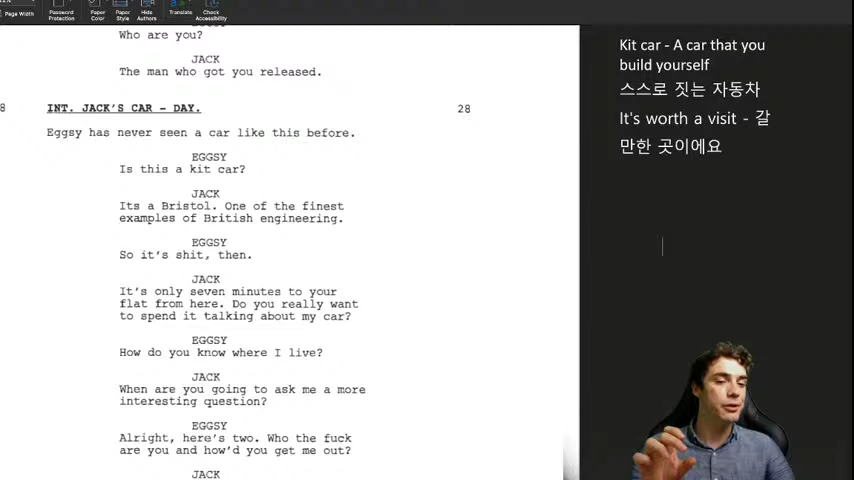 Page Width
Password
Protection
Paper
Color
Paper
Style
Hide
Authors
Translate
Check
Accessibility
Who are you?
JACK
The man who got you released.
8 INT. JACK'S CAR – DAY. 28
Eggsy has never seen a car like this before.
EGGSY
Is this a kit car?
JACK
Its a Bristol. One of the finest
examples of British engineering.
EGGSY
So it's shit, then.
JACK
It's only seven minutes to your
flat from here. Do you really want
to spend it talking about my car?
EGGSY
How do you know where I live?
JACK
When are you going to ask me a more
interesting question?
EGGSY
Alright, here's two. Who the fuck
are you and how'd you get me out?
JACK
Kit car - A car that you
build yourself
스스로 짓는 자동차
It's worth a visit - 갈
만한 곳이에요